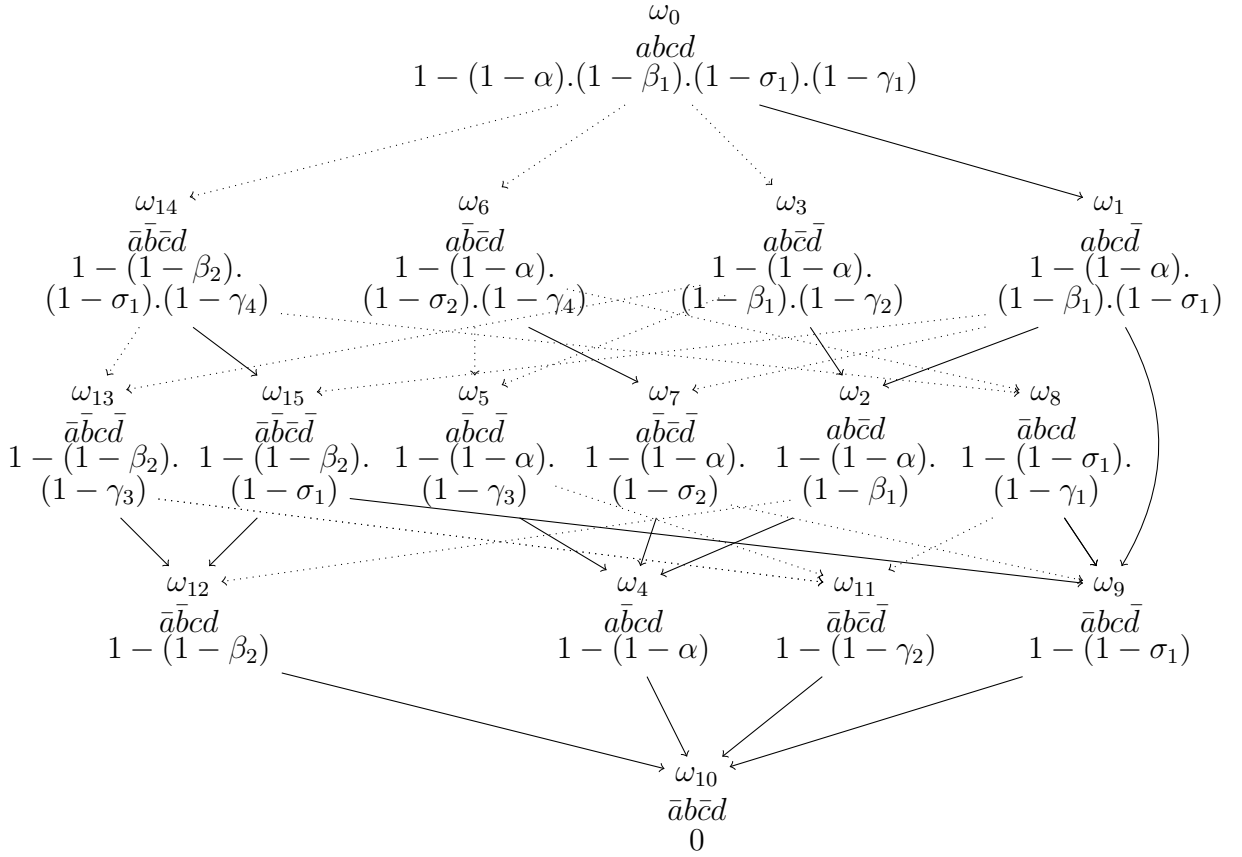 ω₀
abcd
1 − (1 − α).(1 − β₁).(1 − σ₁).(1 − γ₁)
ω₁₄
āb̄c̄d
1 − (1 − β₂).
(1 − σ₁).(1 − γ₄)
ω₆
ab̄c̄d
1 − (1 − α).
(1 − σ₂).(1 − γ₄)
ω₃
abc̄d̄
1 − (1 − α).
(1 − β₁).(1 − γ₂)
ω₁
abcd̄
1 − (1 − α).
(1 − β₁).(1 − σ₁)
ω₁₃
āb̄cd̄
1 − (1 − β₂).
(1 − γ₃)
ω₁₅
āb̄c̄d̄
1 − (1 − β₂).
(1 − σ₁)
ω₅
ab̄cd̄
1 − (1 − α).
(1 − γ₃)
ω₇
ab̄c̄d̄
1 − (1 − α).
(1 − σ₂)
ω₂
abc̄d
1 − (1 − α).
(1 − β₁)
ω₈
ābcd
1 − (1 − σ₁).
(1 − γ₁)
ω₁₂
āb̄cd
1 − (1 − β₂)
ω₄
ab̄cd
1 − (1 − α)
ω₁₁
ābc̄d̄
1 − (1 − γ₂)
ω₉
ābcd̄
1 − (1 − σ₁)
ω₁₀
ābc̄d
0